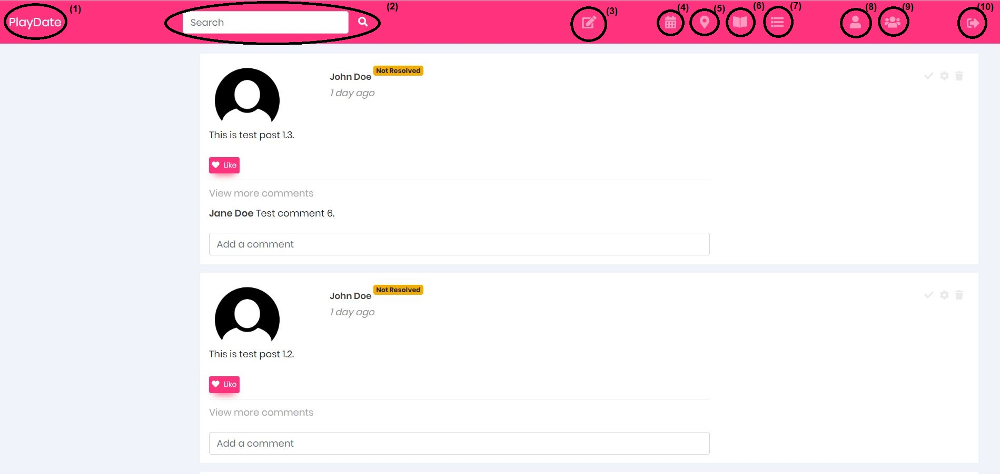 PlayDate (1)
Search (2)
(3)
(4)
(5)
(6)
(7)
(8)
(9)
(10)
John Doe Not Resolved
1 day ago
This is test post 1.3.
Like
View more comments
Jane Doe Test comment 6.
Add a comment
John Doe Not Resolved
1 day ago
This is test post 1.2.
Like
View more comments
Add a comment